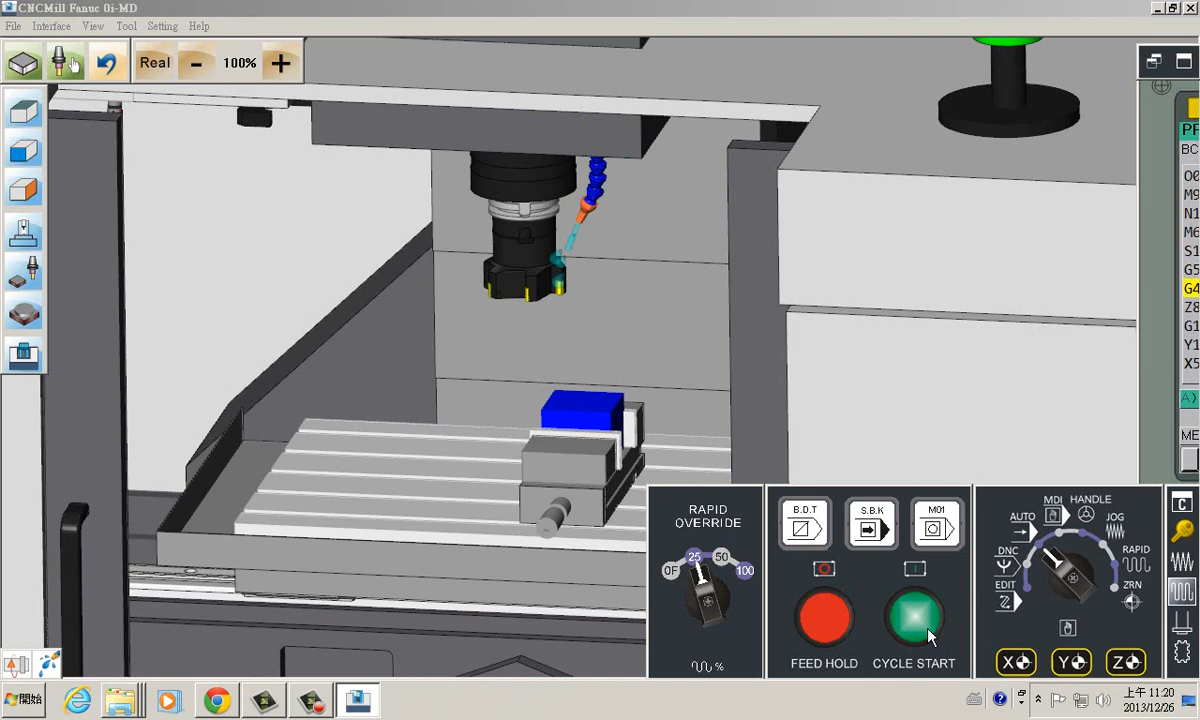 CNCMill Fanuc 0i-MD
File Interface View Tool Setting Help
Real - 100% +
PF
BC
O0
M9
N1
M6
S1
G5
G4
Z8
G1
Y1
X5
A)
ME
RAPID
OVERRIDE
0F 25 50 100
%
B.D.T S.B.K M01
FEED HOLD CYCLE START
MDI HANDLE
AUTO JOG
DNC RAPID
EDIT ZRN
X Y Z
C
開始
上午 11:20
2013/12/26